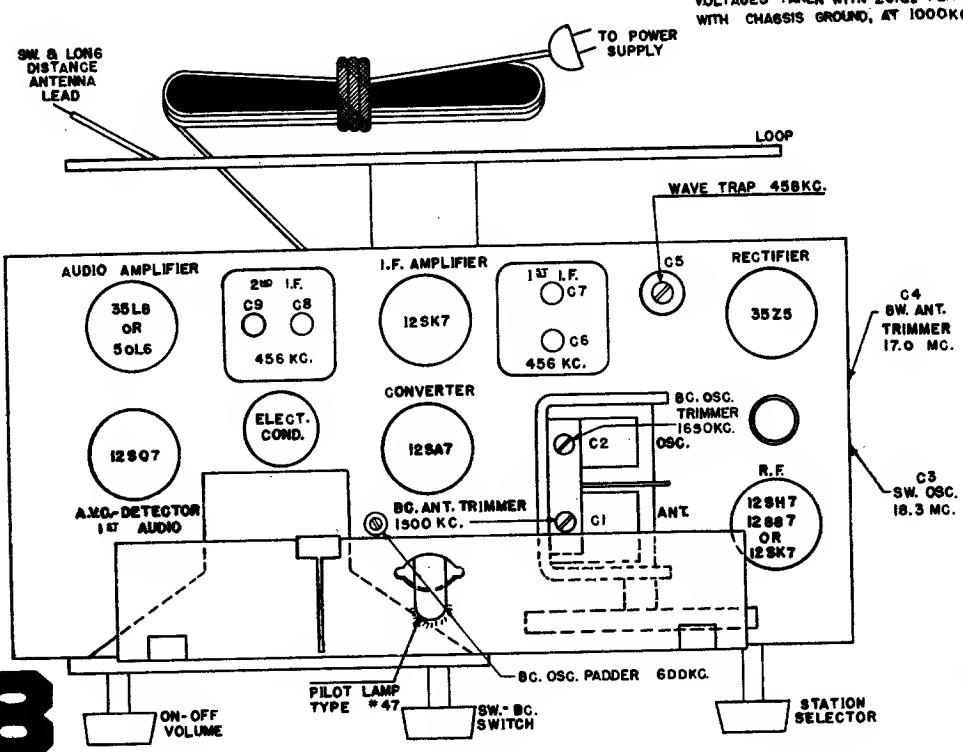 WITH CHASSIS GROUND, AT 1000KC
TO POWER
SUPPLY
SW. & LONG
DISTANCE
ANTENNA
LEAD
LOOP
WAVE TRAP 458KC.
AUDIO AMPLIFIER
35L6
OR
50L6
2ND I.F.
C9
C8
456 KC.
I.F. AMPLIFIER
12SK7
1ST I.F.
C7
C6
456 KC.
C5
RECTIFIER
35Z5
C4
SW. ANT.
TRIMMER
17.0 MC.
12SQ7
A.V.C.-DETECTOR
1ST AUDIO
ELECT.
COND.
CONVERTER
12SA7
BC. OSC.
TRIMMER
1650KC.
C2
OSC.
BC. ANT. TRIMMER
1500 KC.
C1
ANT.
R.F.
12SH7
12SG7
OR
12SK7
C3
SW. OSC.
18.3 MC.
BC. OSC. PADDER 600KC.
PILOT LAMP
TYPE #47
ON-OFF
VOLUME
SW.-BC.
SWITCH
STATION
SELECTOR
B